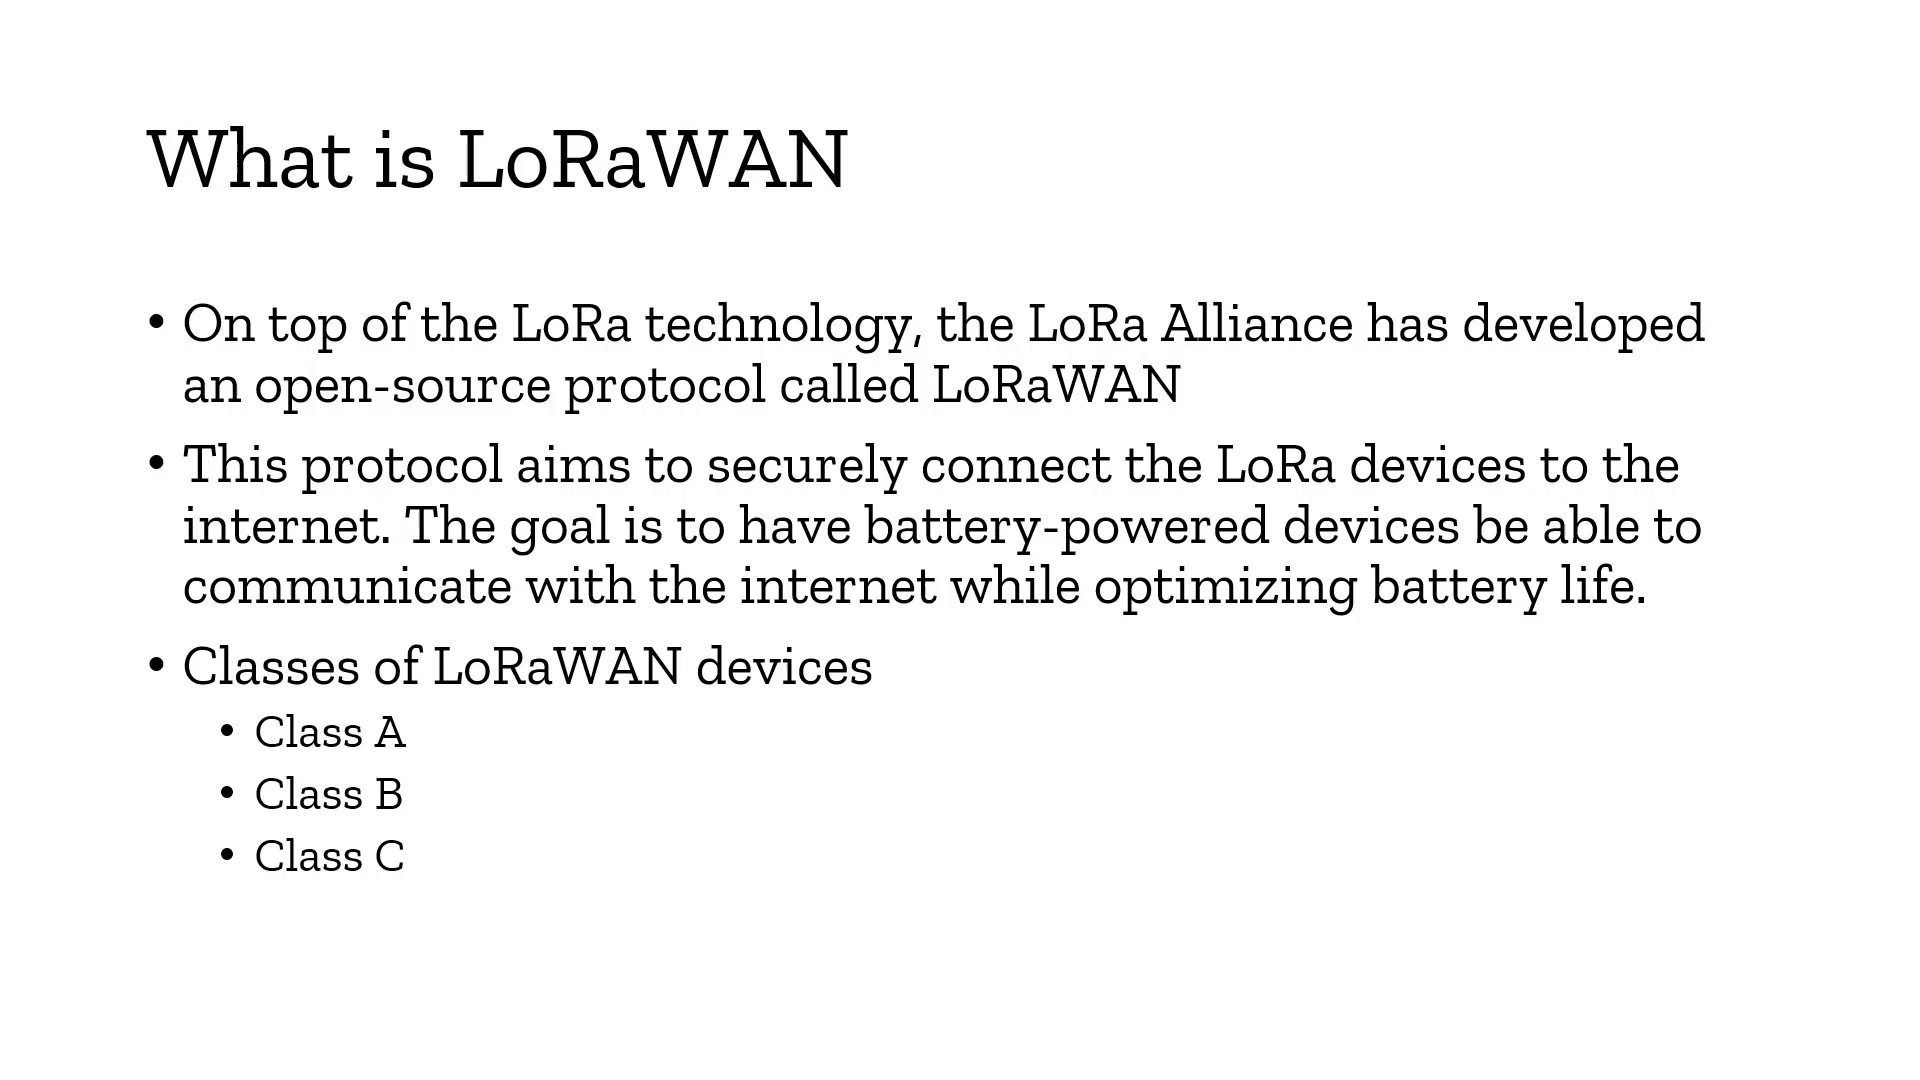 What is LoRaWAN
• On top of the LoRa technology, the LoRa Alliance has developed
an open-source protocol called LoRaWAN
• This protocol aims to securely connect the LoRa devices to the
internet. The goal is to have battery-powered devices be able to
communicate with the internet while optimizing battery life.
• Classes of LoRaWAN devices
• Class A
• Class B
• Class C